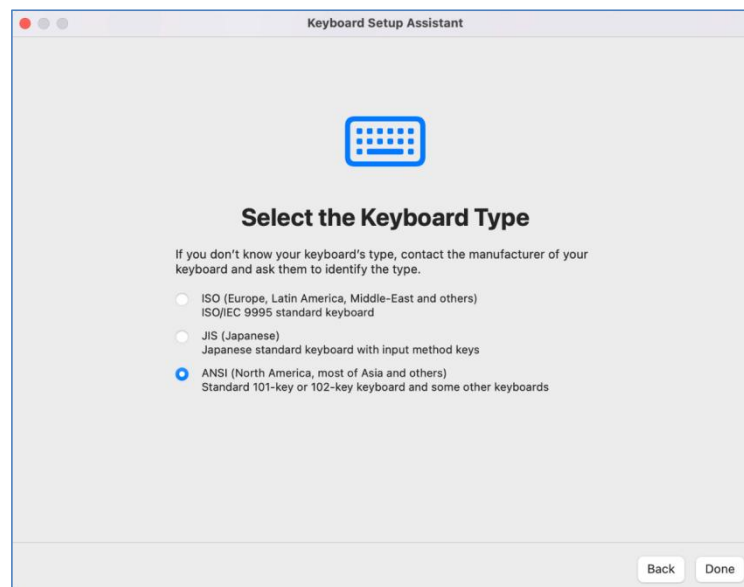 Keyboard Setup Assistant
Select the Keyboard Type
If you don’t know your keyboard’s type, contact the manufacturer of your
keyboard and ask them to identify the type.
ISO (Europe, Latin America, Middle-East and others)
ISO/IEC 9995 standard keyboard
JIS (Japanese)
Japanese standard keyboard with input method keys
ANSI (North America, most of Asia and others)
Standard 101-key or 102-key keyboard and some other keyboards
Back Done